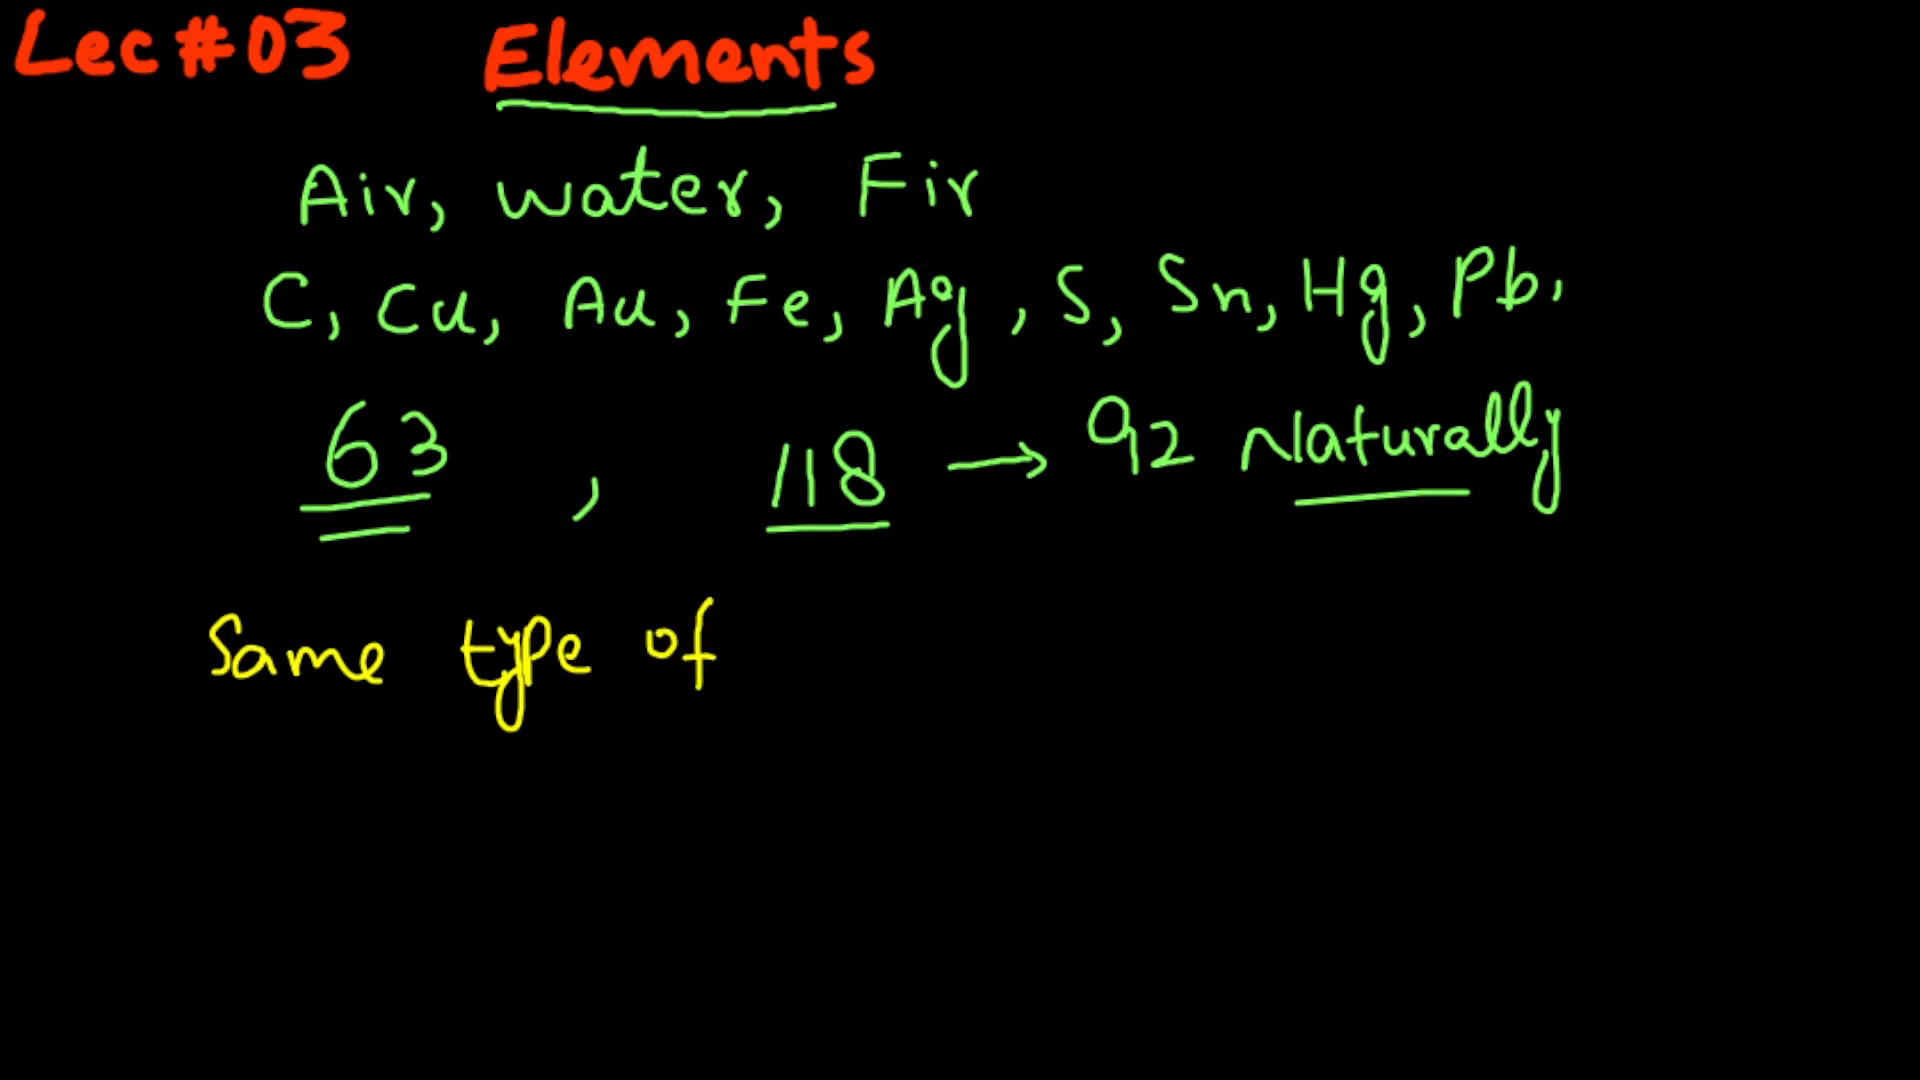 Lec #03 Elements
Air, water, Fir
C, Cu, Au, Fe, Ag, S, Sn, Hg, Pb,
63, 118 → 92 Naturally
Same type of